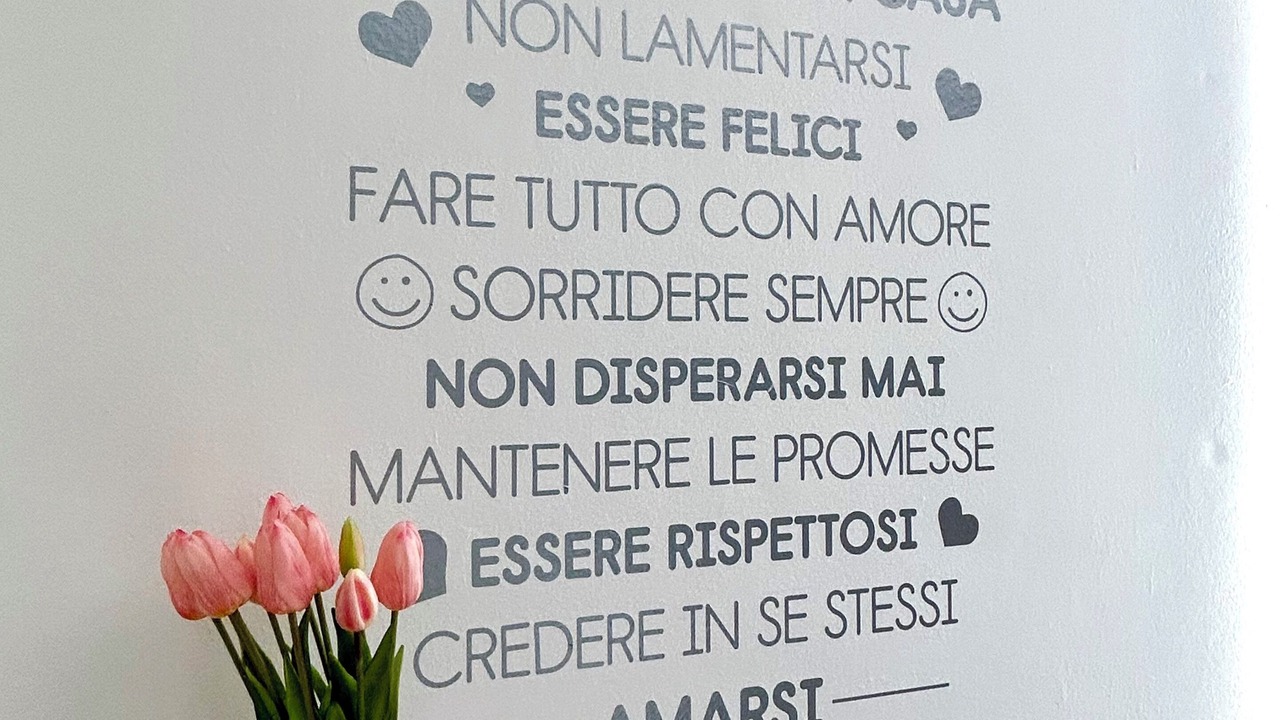 CASA
NON LAMENTARSI
ESSERE FELICI
FARE TUTTO CON AMORE
SORRIDERE SEMPRE
NON DISPERARSI MAI
MANTENERE LE PROMESSE
ESSERE RISPETTOSI
CREDERE IN SE STESSI
AMARSI